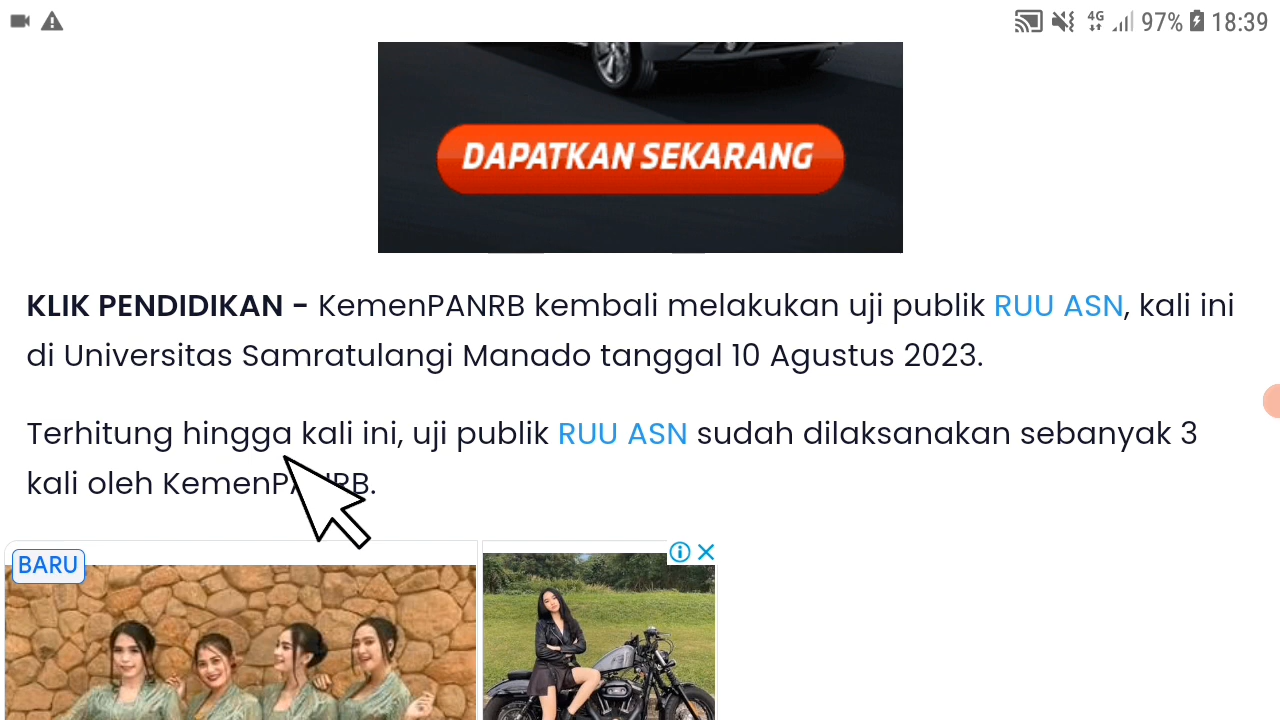 4G 97% 18:39
DAPATKAN SEKARANG
KLIK PENDIDIKAN - KemenPANRB kembali melakukan uji publik RUU ASN, kali ini
di Universitas Samratulangi Manado tanggal 10 Agustus 2023.
Terhitung hingga kali ini, uji publik RUU ASN sudah dilaksanakan sebanyak 3
kali oleh KemenPANRB.
BARU